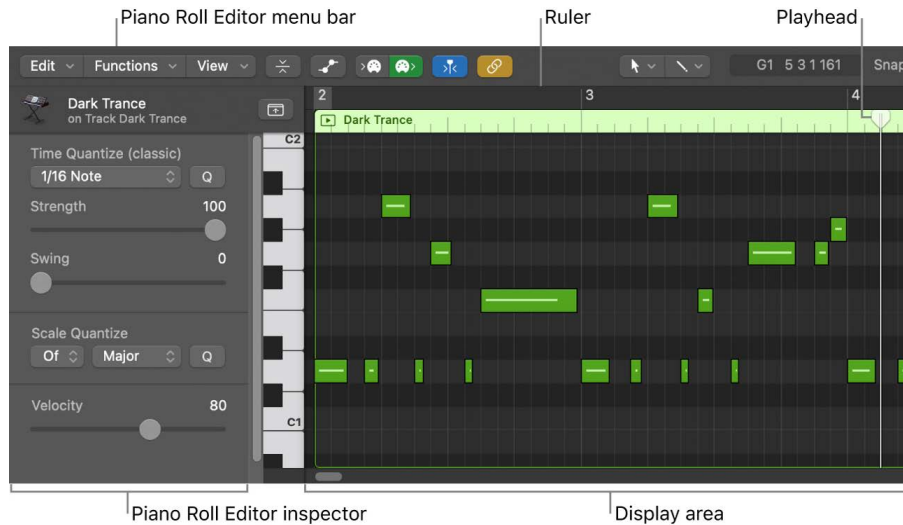 Piano Roll Editor menu bar
Ruler
Playhead
Edit Functions View
G1 5 3 1 161
Snap
2 3 4
Dark Trance
on Track Dark Trance
Dark Trance
C2
Time Quantize (classic)
1/16 Note Q
Strength 100
Swing 0
Scale Quantize
Of Major Q
Velocity 80
C1
Piano Roll Editor inspector
Display area